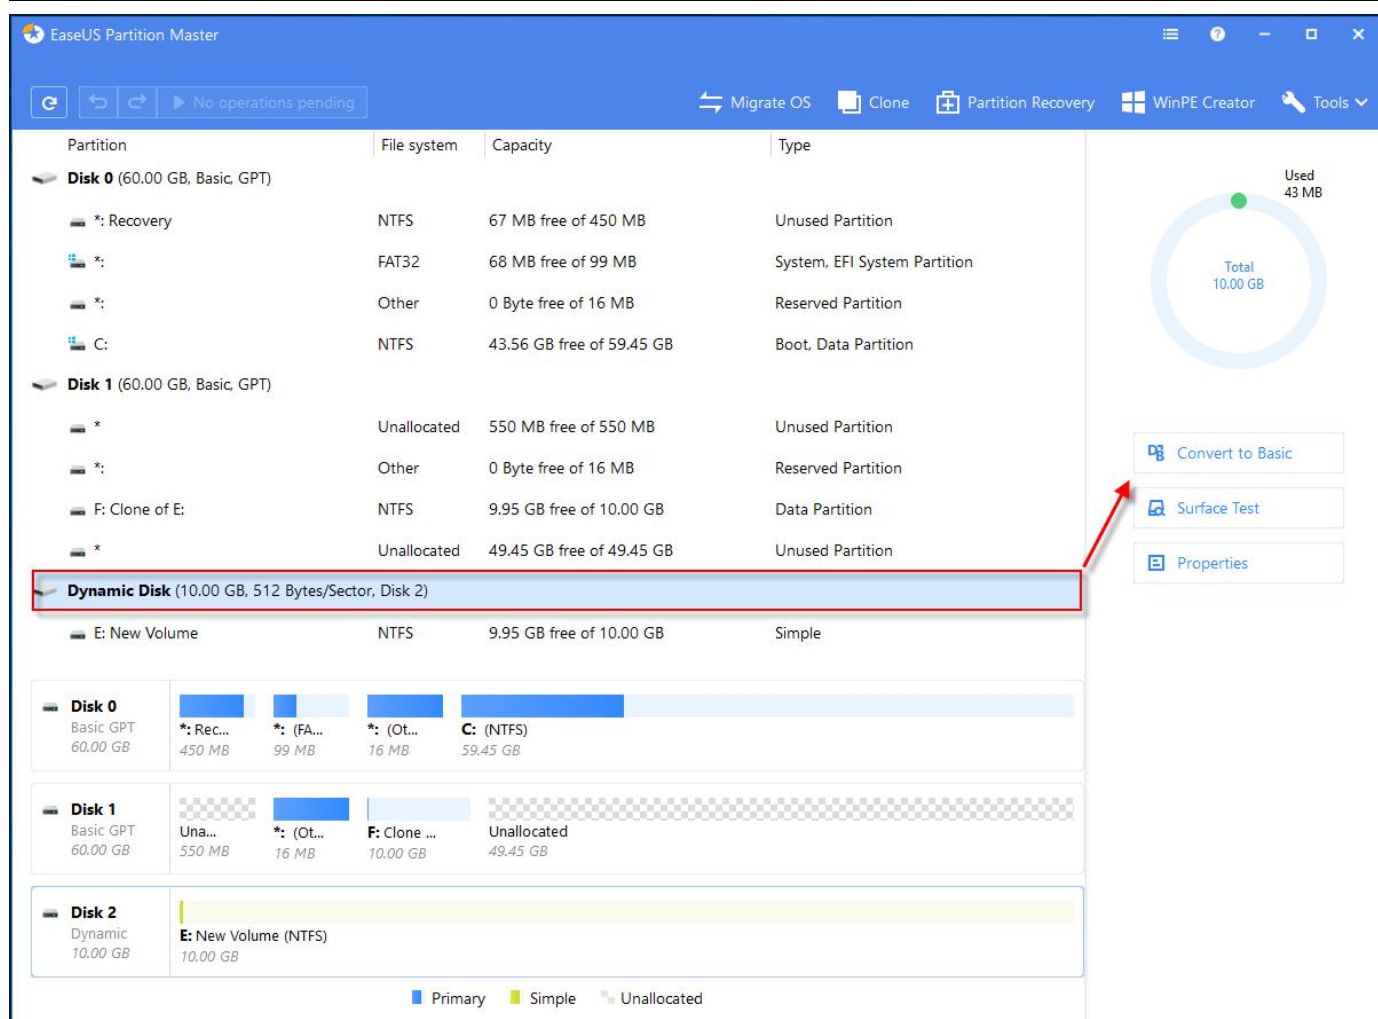 EaseUS Partition Master
No operations pending
Migrate OS Clone Partition Recovery WinPE Creator Tools
Partition File system Capacity Type
Disk 0 (60.00 GB, Basic, GPT)
*: Recovery NTFS 67 MB free of 450 MB Unused Partition
*: FAT32 68 MB free of 99 MB System, EFI System Partition
*: Other 0 Byte free of 16 MB Reserved Partition
C: NTFS 43.56 GB free of 59.45 GB Boot, Data Partition
Disk 1 (60.00 GB, Basic, GPT)
* Unallocated 550 MB free of 550 MB Unused Partition
*: Other 0 Byte free of 16 MB Reserved Partition
F: Clone of E: NTFS 9.95 GB free of 10.00 GB Data Partition
* Unallocated 49.45 GB free of 49.45 GB Unused Partition
Dynamic Disk (10.00 GB, 512 Bytes/Sector, Disk 2)
E: New Volume NTFS 9.95 GB free of 10.00 GB Simple
Used
43 MB
Total
10.00 GB
Convert to Basic
Surface Test
Properties
Disk 0
Basic GPT
60.00 GB
*: Rec... *: (FA... *: (Ot... C: (NTFS)
450 MB 99 MB 16 MB 59.45 GB
Disk 1
Basic GPT
60.00 GB
Una... *: (Ot... F: Clone ... Unallocated
550 MB 16 MB 10.00 GB 49.45 GB
Disk 2
Dynamic
10.00 GB
E: New Volume (NTFS)
10.00 GB
Primary Simple Unallocated